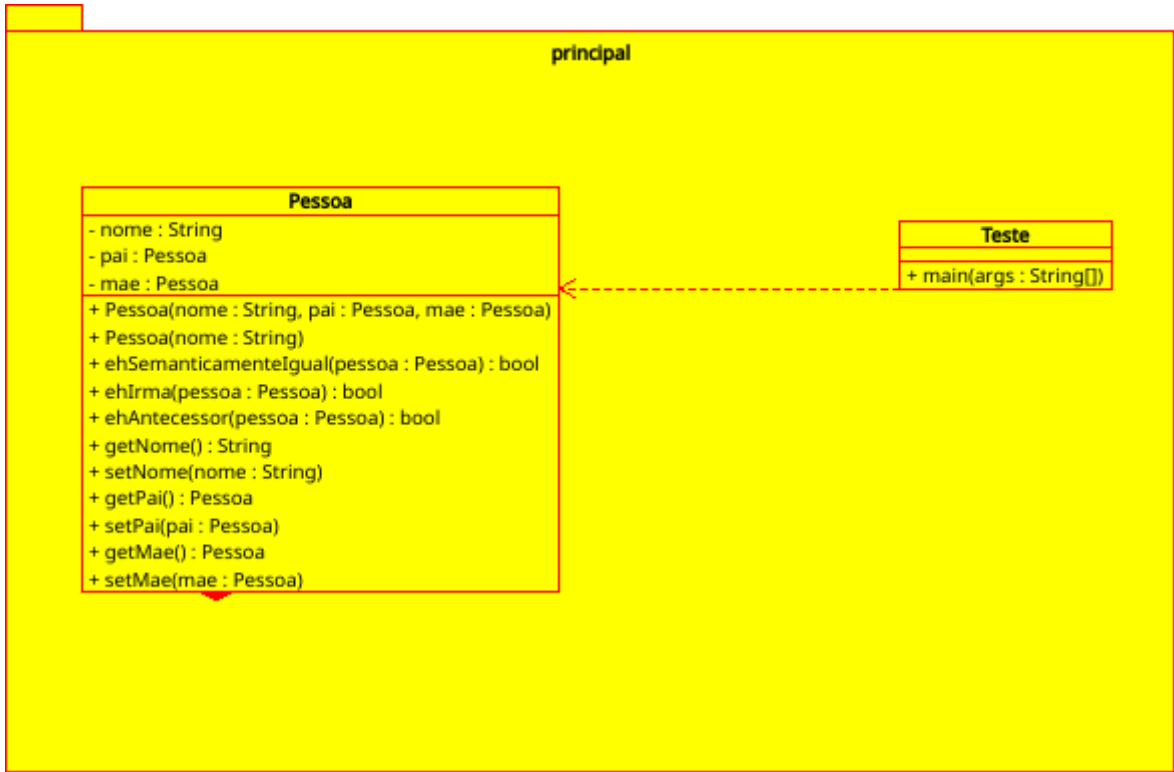 principal
Pessoa
- nome : String
- pai : Pessoa
- mae : Pessoa
+ Pessoa(nome : String, pai : Pessoa, mae : Pessoa)
+ Pessoa(nome : String)
+ ehSemanticamenteIgual(pessoa : Pessoa) : bool
+ ehIrma(pessoa : Pessoa) : bool
+ ehAntecessor(pessoa : Pessoa) : bool
+ getNome() : String
+ setNome(nome : String)
+ getPai() : Pessoa
+ setPai(pai : Pessoa)
+ getMae() : Pessoa
+ setMae(mae : Pessoa)
Teste
+ main(args : String[])